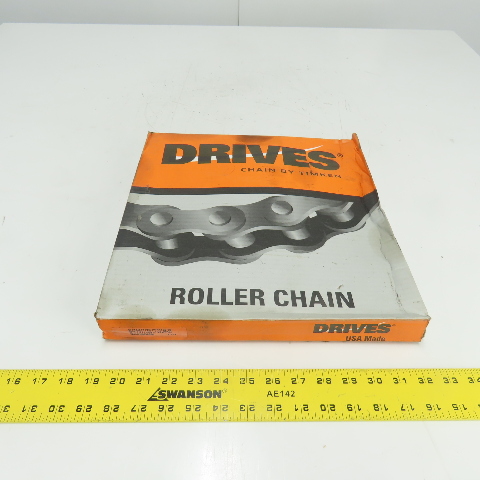 DRIVES®
CHAIN BY TIMKEN
ROLLER CHAIN
DRIVES®
USA Made
16 17 18 19 20 21 22 23 24 25 26 27 28 29 30 31 32 33 34
SWANSON AE142